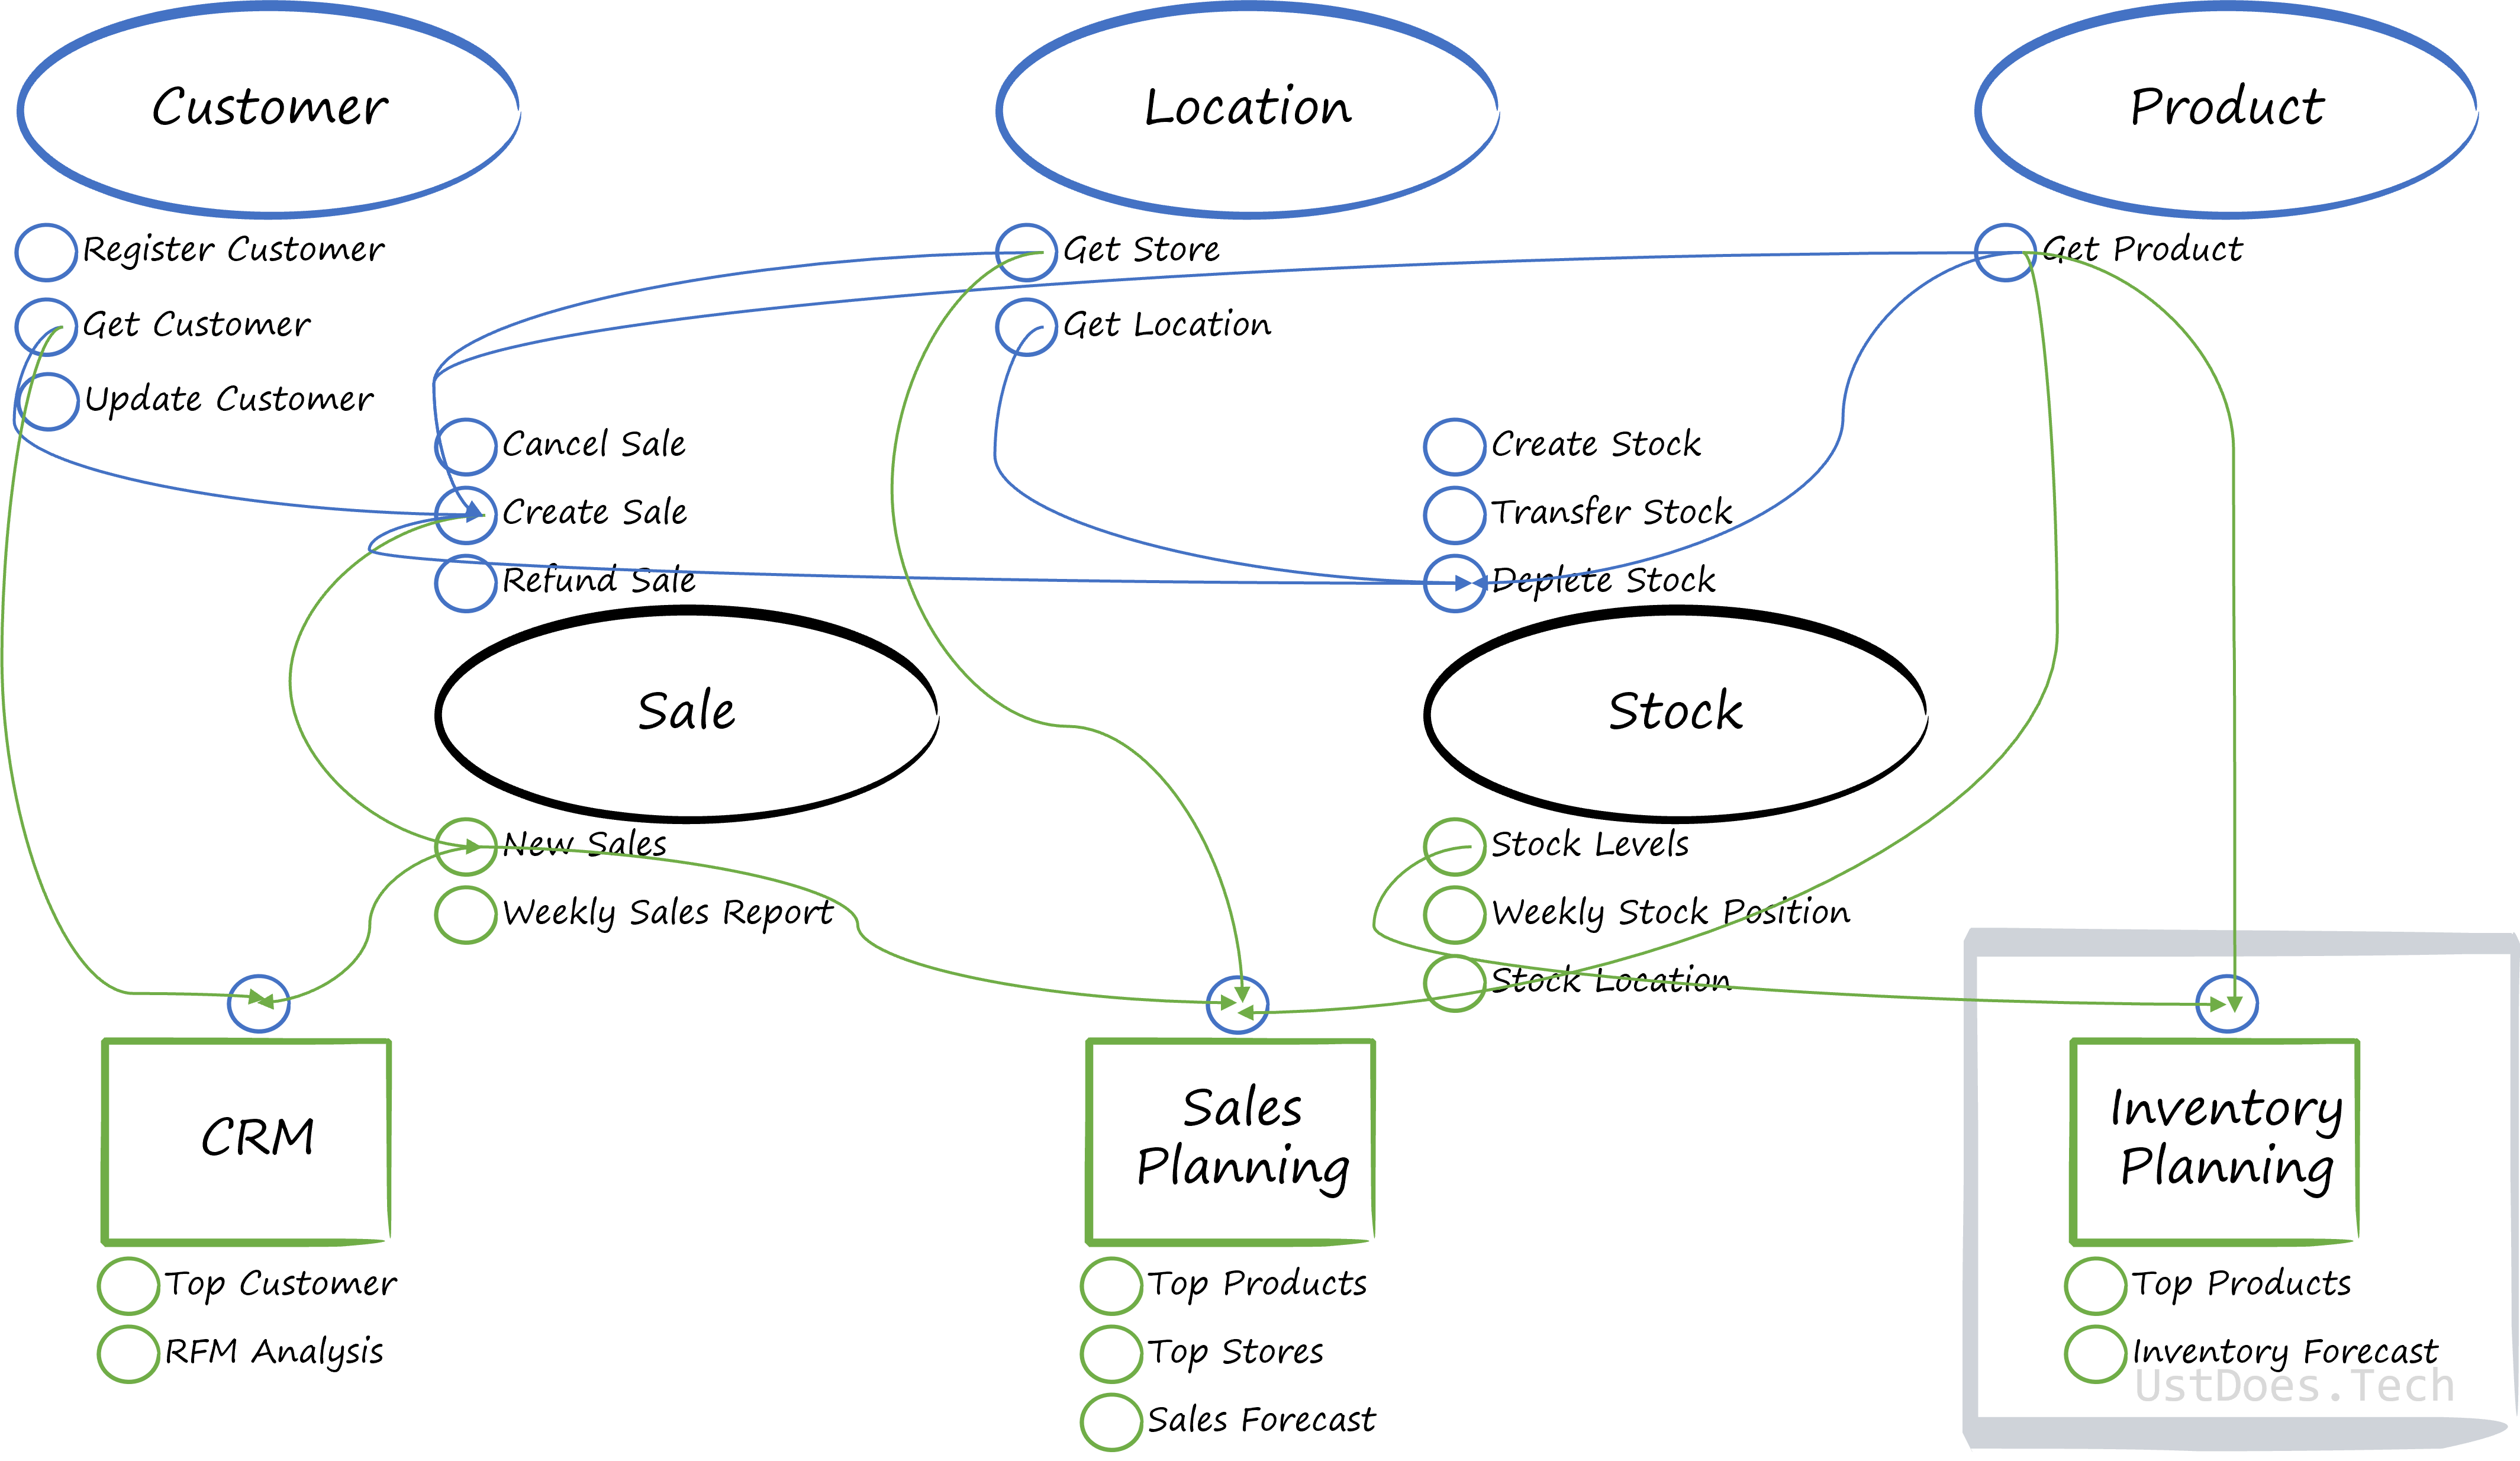 Customer
Location
Product
Register Customer
Get Store
Get Product
Get Customer
Get Location
Update Customer
Cancel Sale
Create Stock
Create Sale
Transfer Stock
Refund Sale
Deplete Stock
Sale
Stock
New Sales
Stock Levels
Weekly Sales Report
Weekly Stock Position
Stock Location
CRM
Sales
Planning
Inventory
Planning
Top Customer
Top Products
Top Products
RFM Analysis
Top Stores
Inventory Forecast
UstDoes.Tech
Sales Forecast